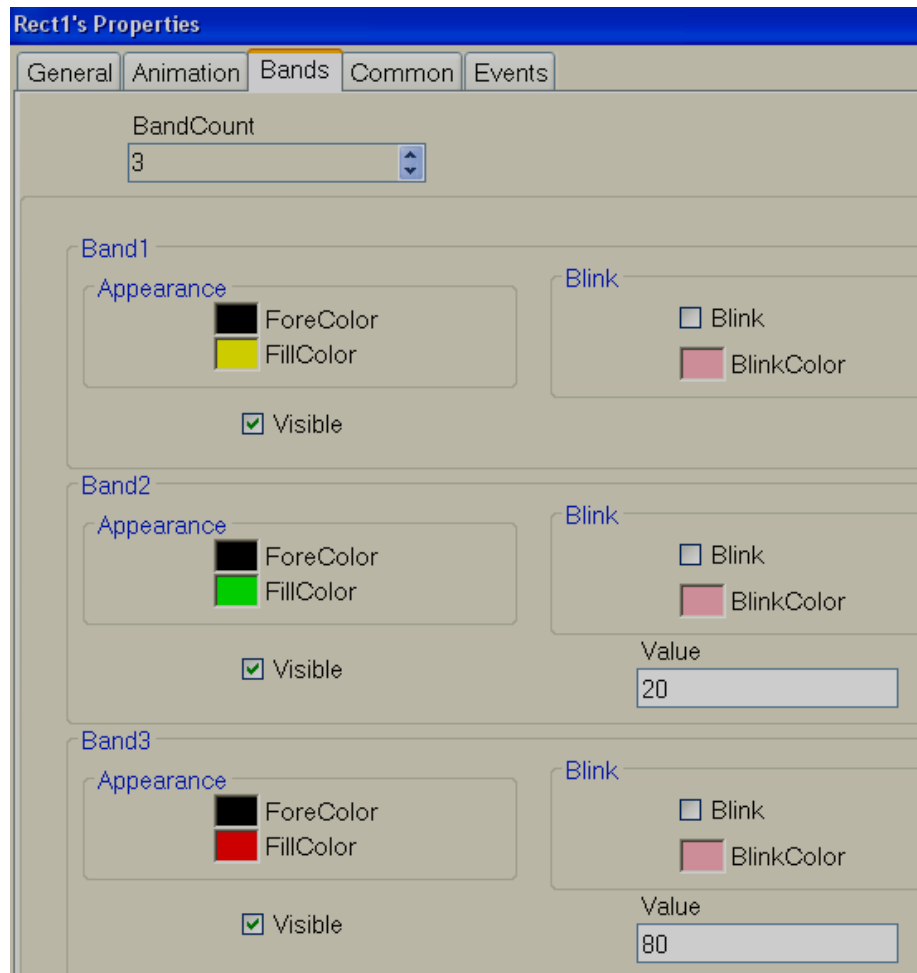 Rect1's Properties
General Animation Bands Common Events
BandCount
3
Band1
Appearance
ForeColor
FillColor
Visible
Blink
Blink
BlinkColor
Band2
Appearance
ForeColor
FillColor
Visible
Blink
Blink
BlinkColor
Value
20
Band3
Appearance
ForeColor
FillColor
Visible
Blink
Blink
BlinkColor
Value
80